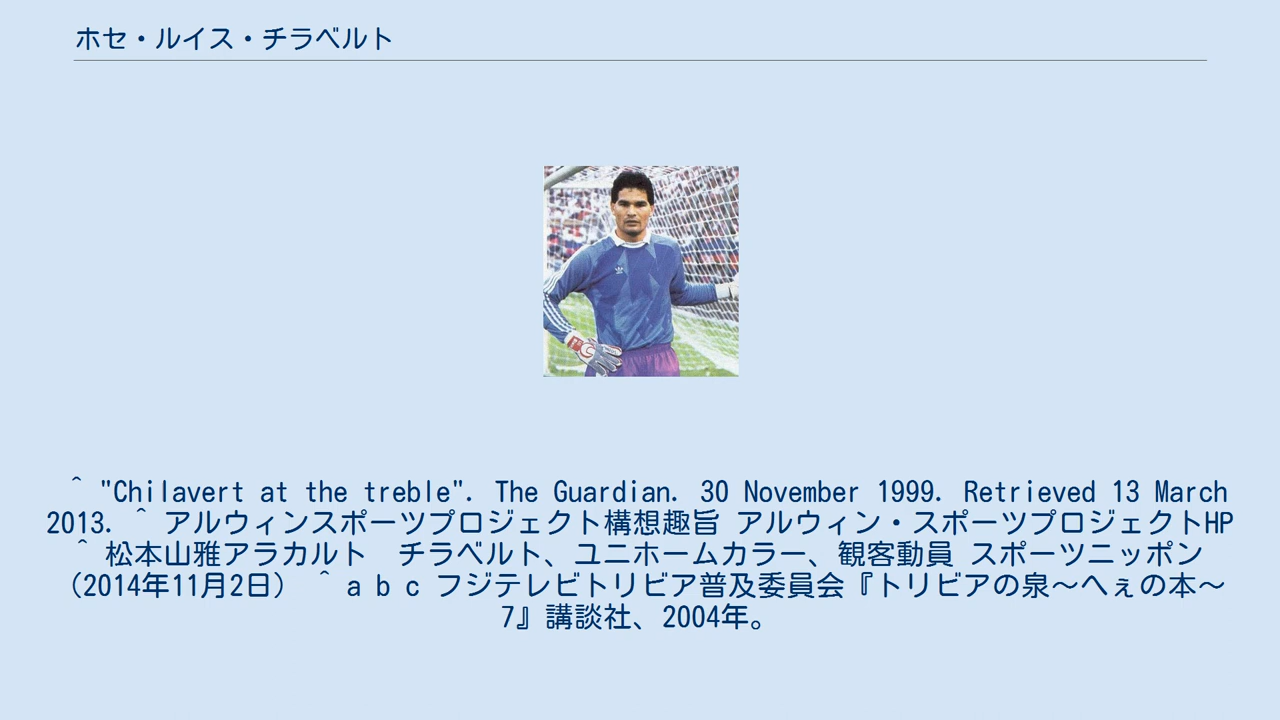 ホセ・ルイス・チラベルト
^ "Chilavert at the treble". The Guardian. 30 November 1999. Retrieved 13 March
2013. ^ アルウィンスポーツプロジェクト構想趣旨 アルウィン・スポーツプロジェクトHP
^ 松本山雅アラカルト　チラベルト、ユニホームカラー、観客動員 スポーツニッポン
（2014年11月2日） ^ a b c フジテレビトリビア普及委員会『トリビアの泉〜へぇの本〜
7』講談社、2004年。